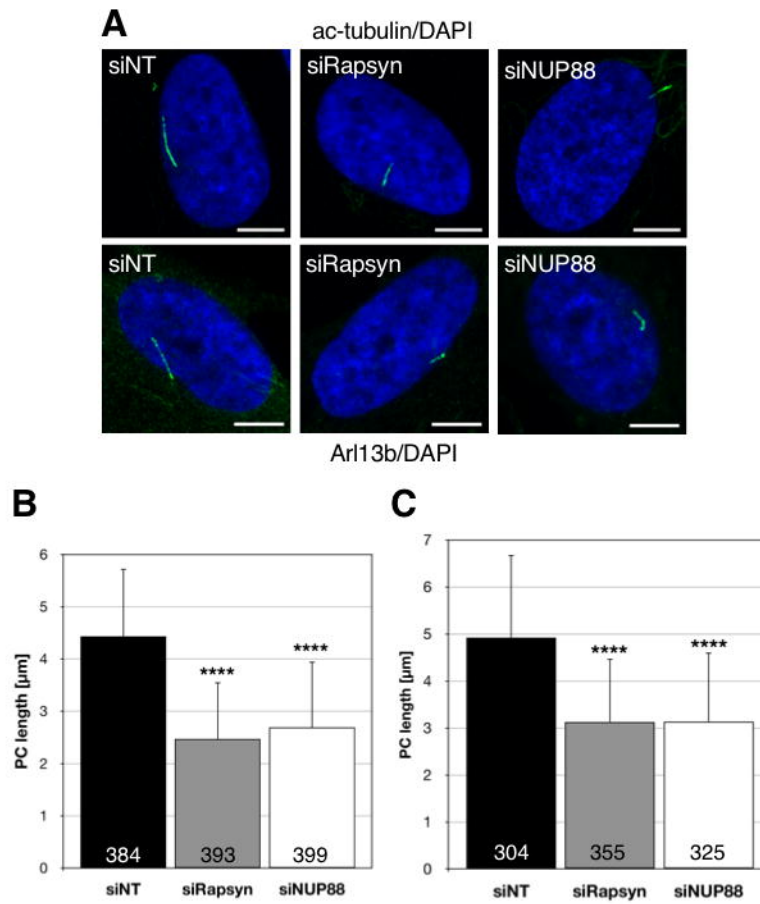 A
ac-tubulin/DAPI
siNT siRapsyn siNUP88
siNT siRapsyn siNUP88
Arl13b/DAPI
B
6
5
4
3
2
1
0
PC length [µm]
****
****
384 393 399
siNT siRapsyn siNUP88
C
7
6
5
4
3
2
1
0
PC length [µm]
****
****
304 355 325
siNT siRapsyn siNUP88